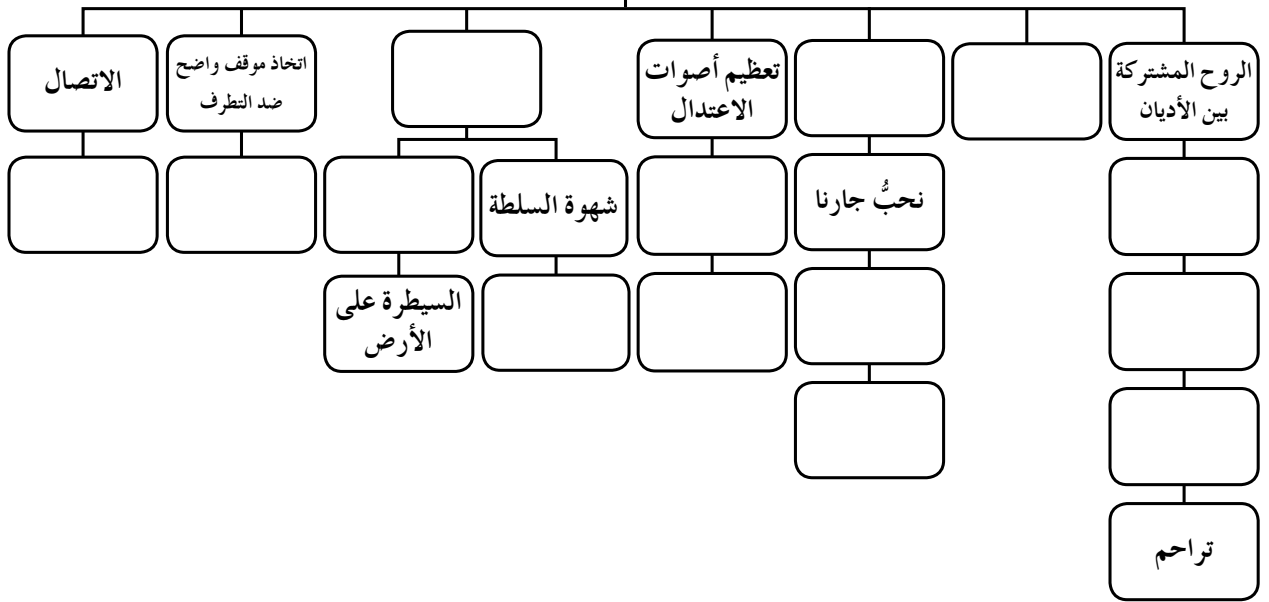 الروح المشتركة
بين الأديان
تعظيم أصوات
الاعتدال
اتخاذ موقف واضح
ضد التطرف
الاتصال
نحبُّ جارنا
شهوة السلطة
السيطرة على
الأرض
تراحم